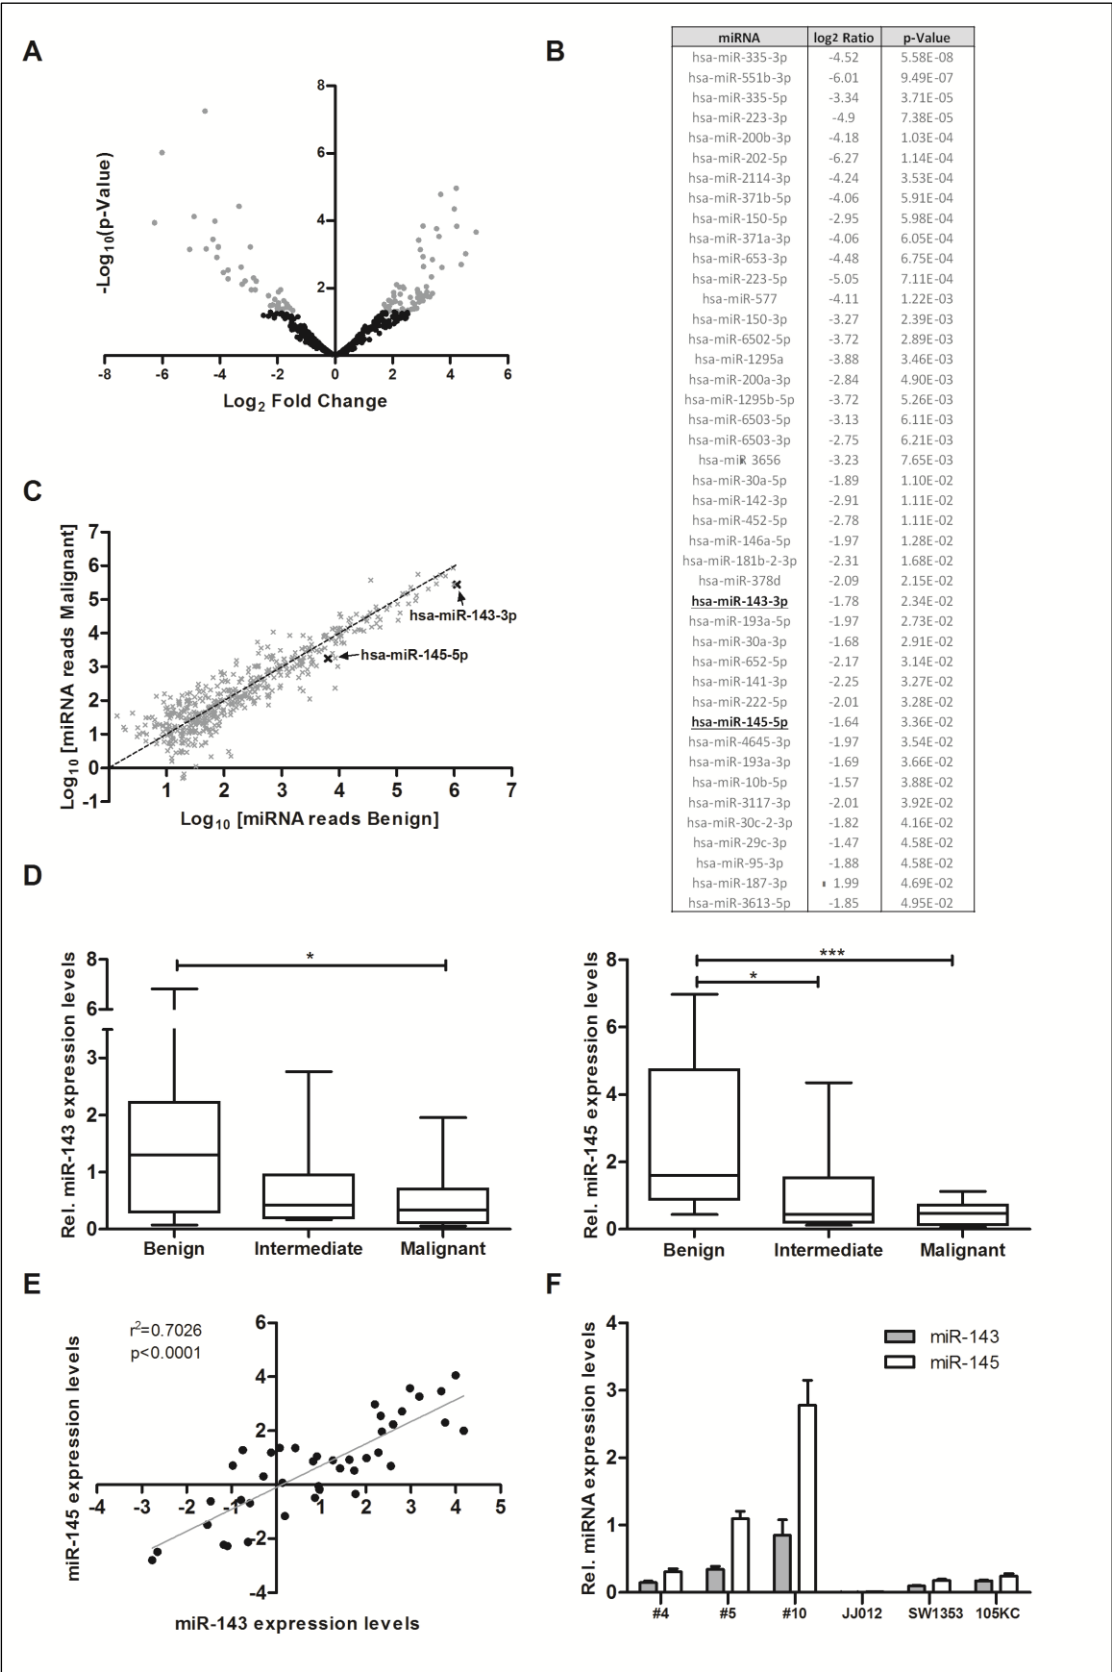 A
8
6
4
2
-Log10(p-Value)
-8 -6 -4 -2 0 2 4 6
Log2 Fold Change
B
miRNA log2 Ratio p-Value
hsa-miR-335-3p -4.52 5.58E-08
hsa-miR-551b-3p -6.01 9.49E-07
hsa-miR-335-5p -3.34 3.71E-05
hsa-miR-223-3p -4.9 7.38E-05
hsa-miR-200b-3p -4.18 1.03E-04
hsa-miR-202-5p -6.27 1.14E-04
hsa-miR-2114-3p -4.24 3.53E-04
hsa-miR-371b-5p -4.06 5.91E-04
hsa-miR-150-5p -2.95 5.98E-04
hsa-miR-371a-3p -4.06 6.05E-04
hsa-miR-653-3p -4.48 6.75E-04
hsa-miR-223-5p -5.05 7.11E-04
hsa-miR-577 -4.11 1.22E-03
hsa-miR-150-3p -3.27 2.39E-03
hsa-miR-6502-5p -3.72 2.89E-03
hsa-miR-1295a -3.88 3.46E-03
hsa-miR-200a-3p -2.84 4.90E-03
hsa-miR-1295b-5p -3.72 5.26E-03
hsa-miR-6503-5p -3.13 6.11E-03
hsa-miR-6503-3p -2.75 6.21E-03
hsa-miR 3656 -3.23 7.65E-03
hsa-miR-30a-5p -1.89 1.10E-02
hsa-miR-142-3p -2.91 1.11E-02
hsa-miR-452-5p -2.78 1.11E-02
hsa-miR-146a-5p -1.97 1.28E-02
hsa-miR-181b-2-3p -2.31 1.68E-02
hsa-miR-378d -2.09 2.15E-02
hsa-miR-143-3p -1.78 2.34E-02
hsa-miR-193a-5p -1.97 2.73E-02
hsa-miR-30a-3p -1.68 2.91E-02
hsa-miR-652-5p -2.17 3.14E-02
hsa-miR-141-3p -2.25 3.27E-02
hsa-miR-222-5p -2.01 3.28E-02
hsa-miR-145-5p -1.64 3.36E-02
hsa-miR-4645-3p -1.97 3.54E-02
hsa-miR-193a-3p -1.69 3.66E-02
hsa-miR-10b-5p -1.57 3.88E-02
hsa-miR-3117-3p -2.01 3.92E-02
hsa-miR-30c-2-3p -1.82 4.16E-02
hsa-miR-29c-3p -1.47 4.58E-02
hsa-miR-95-3p -1.88 4.58E-02
hsa-miR-187-3p 1.99 4.69E-02
hsa-miR-3613-5p -1.85 4.95E-02
C
Log10 [miRNA reads Malignant]
7
6
5
4
3
2
1
0
-1
hsa-miR-143-3p
hsa-miR-145-5p
1 2 3 4 5 6 7
Log10 [miRNA reads Benign]
D
Rel. miR-143 expression levels
8
6
3
2
1
0
*
Benign Intermediate Malignant
Rel. miR-145 expression levels
8
6
4
2
0
***
*
Benign Intermediate Malignant
E
r2=0.7026
p<0.0001
miR-145 expression levels
6
4
2
-2
-4
-4 -3 -2 -1 0 1 2 3 4 5
miR-143 expression levels
F
Rel. miRNA expression levels
4
3
2
1
0
miR-143
miR-145
#4 #5 #10 JJ012 SW1353 105KC